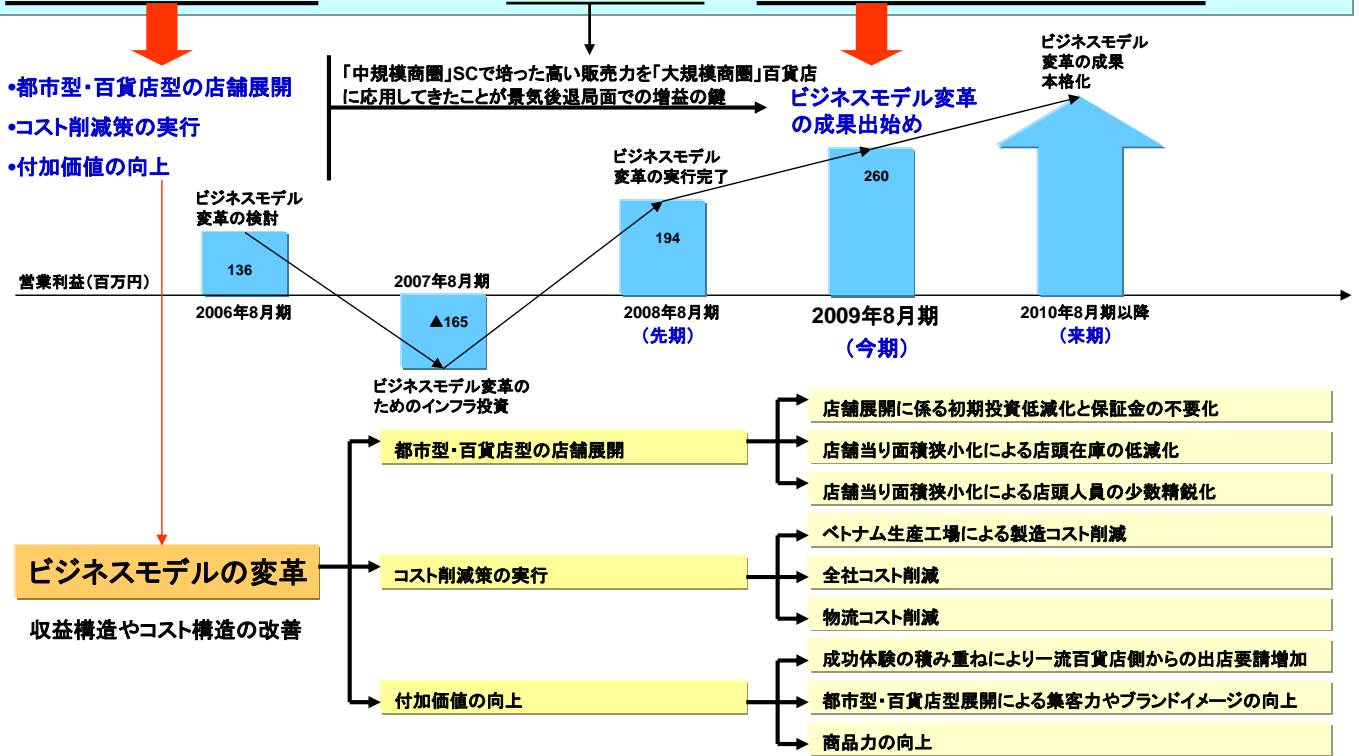 「中規模商圏」SCで培った高い販売力を「大規模商圏」百貨店
に応用してきたことが景気後退局面での増益の鍵
•都市型・百貨店型の店舗展開
•コスト削減策の実行
•付加価値の向上
ビジネスモデル変革
の成果出始め
ビジネスモデル
変革の成果
本格化
ビジネスモデル
変革の検討
ビジネスモデル
変革の実行完了
136
194
260
営業利益（百万円）
2006年8月期
2007年8月期
▲165
ビジネスモデル変革の
ためのインフラ投資
2008年8月期
（先期）
2009年8月期
（今期）
2010年8月期以降
（来期）
ビジネスモデルの変革
収益構造やコスト構造の改善
都市型・百貨店型の店舗展開
店舗展開に係る初期投資低減化と保証金の不要化
店舗当り面積狭小化による店頭在庫の低減化
店舗当り面積狭小化による店頭人員の少数精鋭化
コスト削減策の実行
ベトナム生産工場による製造コスト削減
全社コスト削減
物流コスト削減
付加価値の向上
成功体験の積み重ねにより一流百貨店側からの出店要請増加
都市型・百貨店型展開による集客力やブランドイメージの向上
商品力の向上